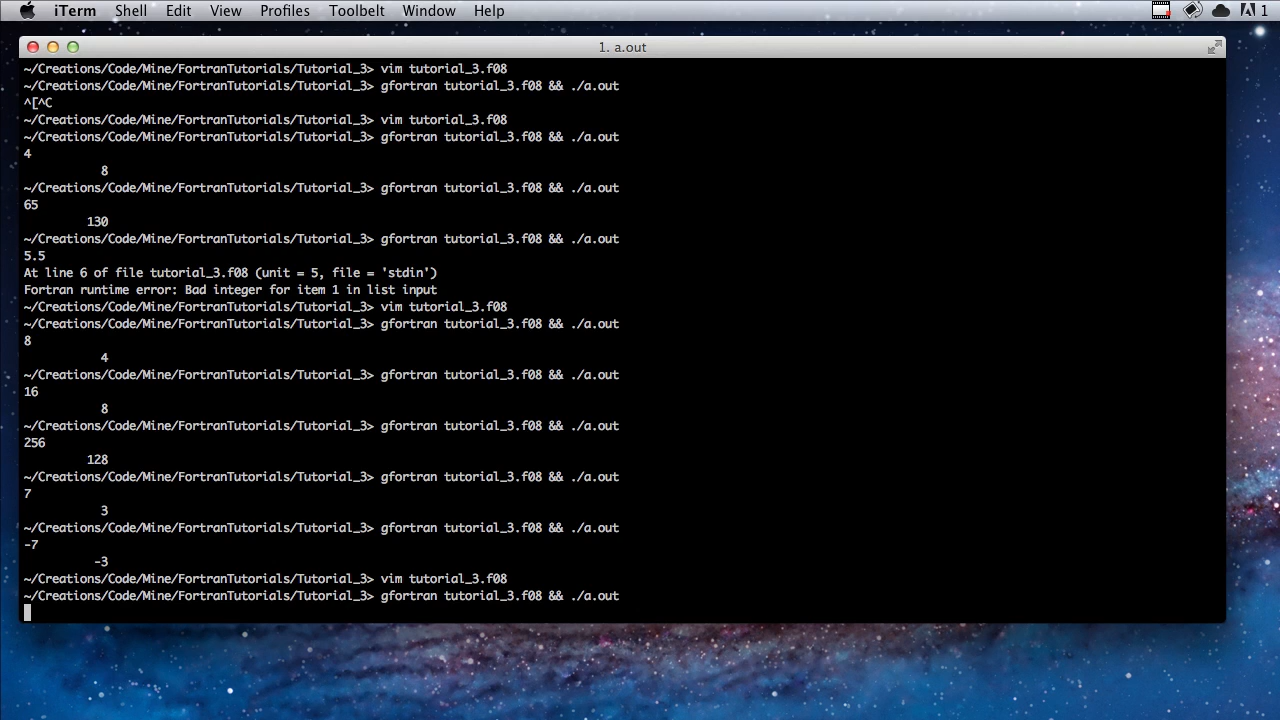 iTerm Shell Edit View Profiles Toolbelt Window Help 1
1. a.out
~/Creations/Code/Mine/FortranTutorials/Tutorial_3> vim tutorial_3.f08
~/Creations/Code/Mine/FortranTutorials/Tutorial_3> gfortran tutorial_3.f08 && ./a.out
^[^C
~/Creations/Code/Mine/FortranTutorials/Tutorial_3> vim tutorial_3.f08
~/Creations/Code/Mine/FortranTutorials/Tutorial_3> gfortran tutorial_3.f08 && ./a.out
4
8
~/Creations/Code/Mine/FortranTutorials/Tutorial_3> gfortran tutorial_3.f08 && ./a.out
65
130
~/Creations/Code/Mine/FortranTutorials/Tutorial_3> gfortran tutorial_3.f08 && ./a.out
5.5
At line 6 of file tutorial_3.f08 (unit = 5, file = 'stdin')
Fortran runtime error: Bad integer for item 1 in list input
~/Creations/Code/Mine/FortranTutorials/Tutorial_3> vim tutorial_3.f08
~/Creations/Code/Mine/FortranTutorials/Tutorial_3> gfortran tutorial_3.f08 && ./a.out
8
4
~/Creations/Code/Mine/FortranTutorials/Tutorial_3> gfortran tutorial_3.f08 && ./a.out
16
8
~/Creations/Code/Mine/FortranTutorials/Tutorial_3> gfortran tutorial_3.f08 && ./a.out
256
128
~/Creations/Code/Mine/FortranTutorials/Tutorial_3> gfortran tutorial_3.f08 && ./a.out
7
3
~/Creations/Code/Mine/FortranTutorials/Tutorial_3> gfortran tutorial_3.f08 && ./a.out
-7
-3
~/Creations/Code/Mine/FortranTutorials/Tutorial_3> vim tutorial_3.f08
~/Creations/Code/Mine/FortranTutorials/Tutorial_3> gfortran tutorial_3.f08 && ./a.out